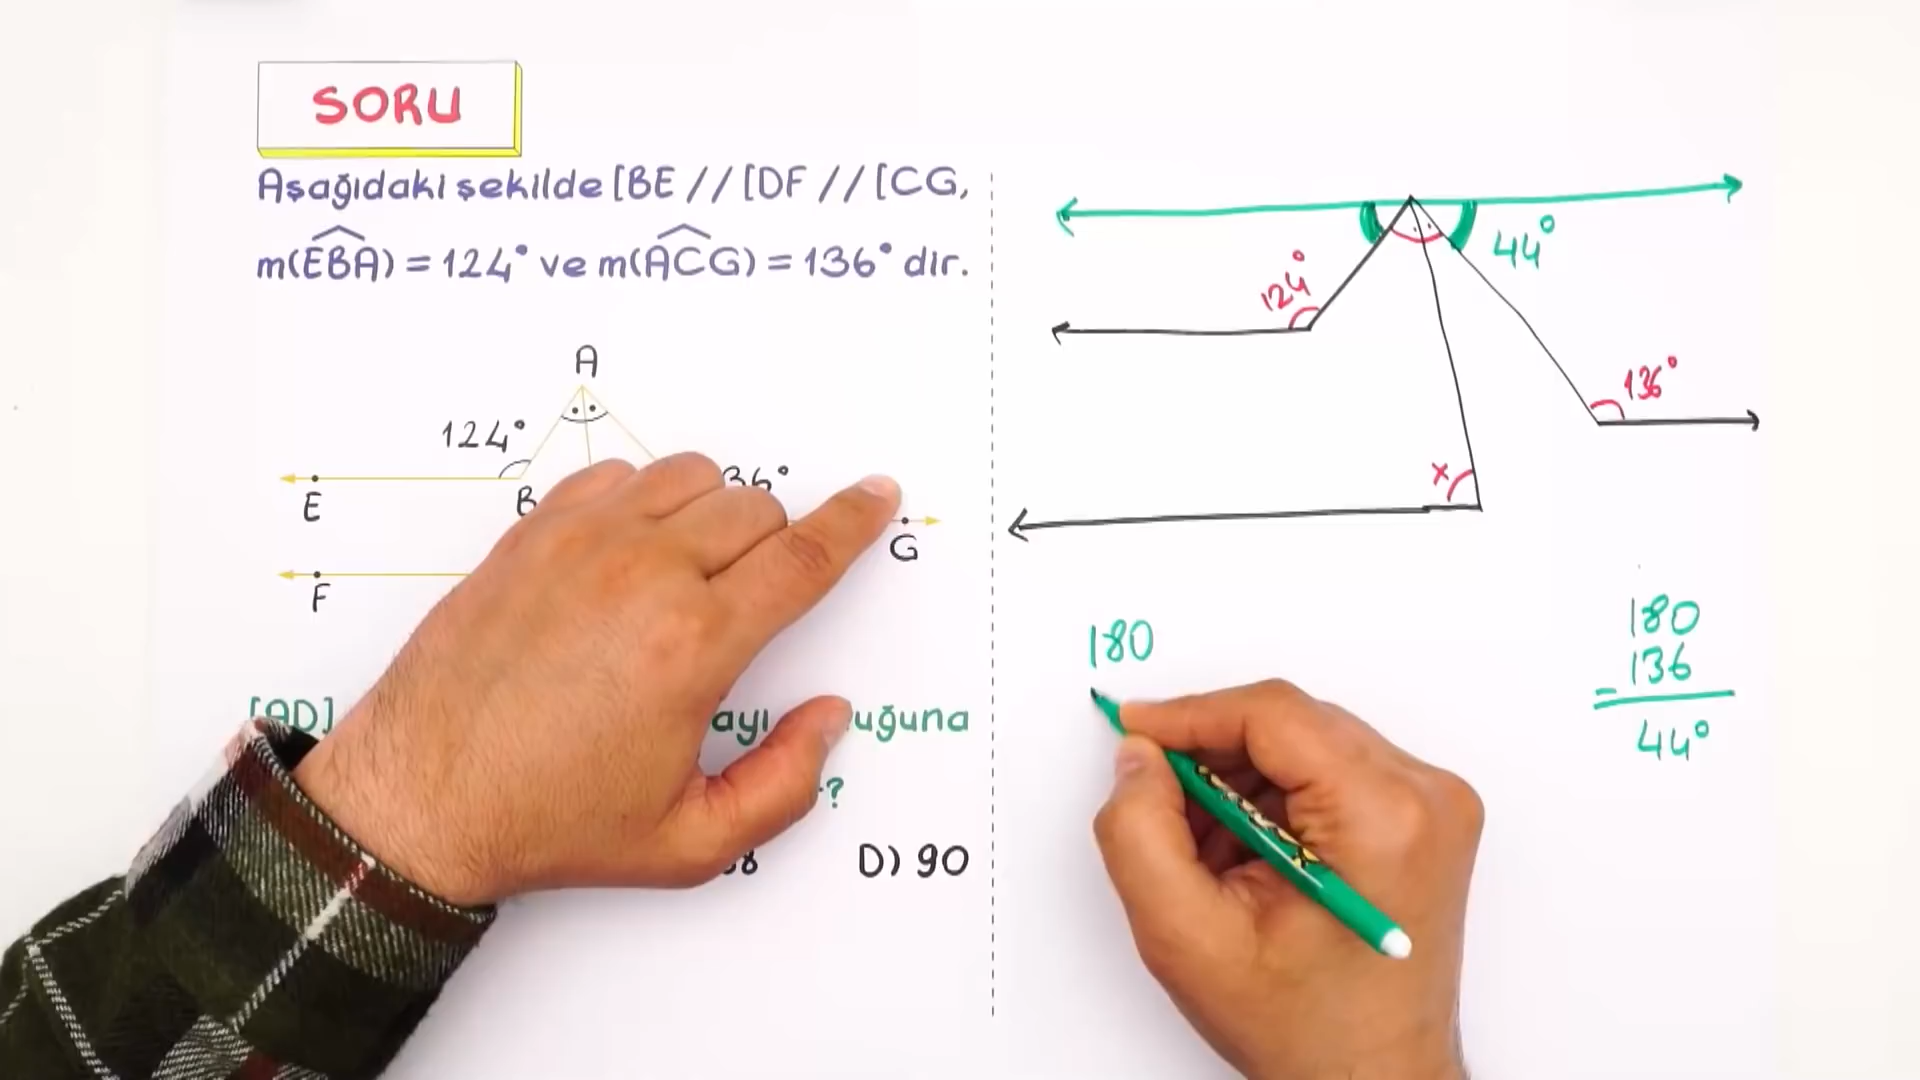 SORU
Aşağıdaki şekilde [BE // [DF // [CG,
m(EBA) = 124° ve m(ACG) = 136° dir.
A
124°
36°
E
B
G
F
[AD]
ayı
uğuna
?
8
D) 90
44°
124°
136°
x
180
180
136
44°